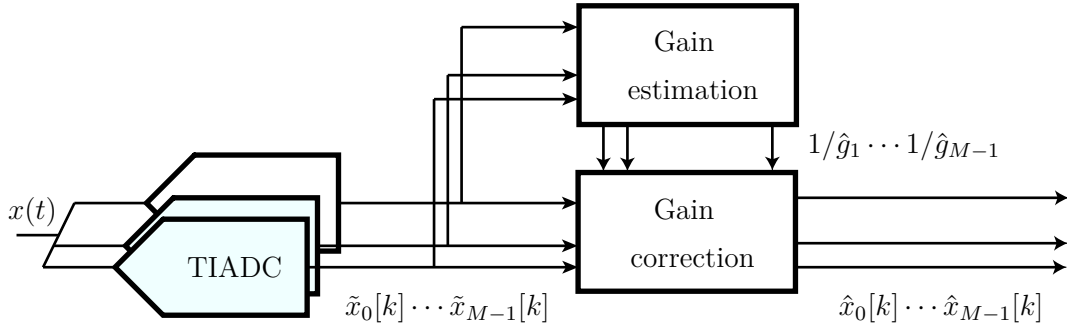 Gain
estimation
1/ĝ₁ ⋯ 1/ĝ_{M−1}
x(t)
Gain
correction
TIADC
x̃₀[k] ⋯ x̃_{M−1}[k]
x̂₀[k] ⋯ x̂_{M−1}[k]